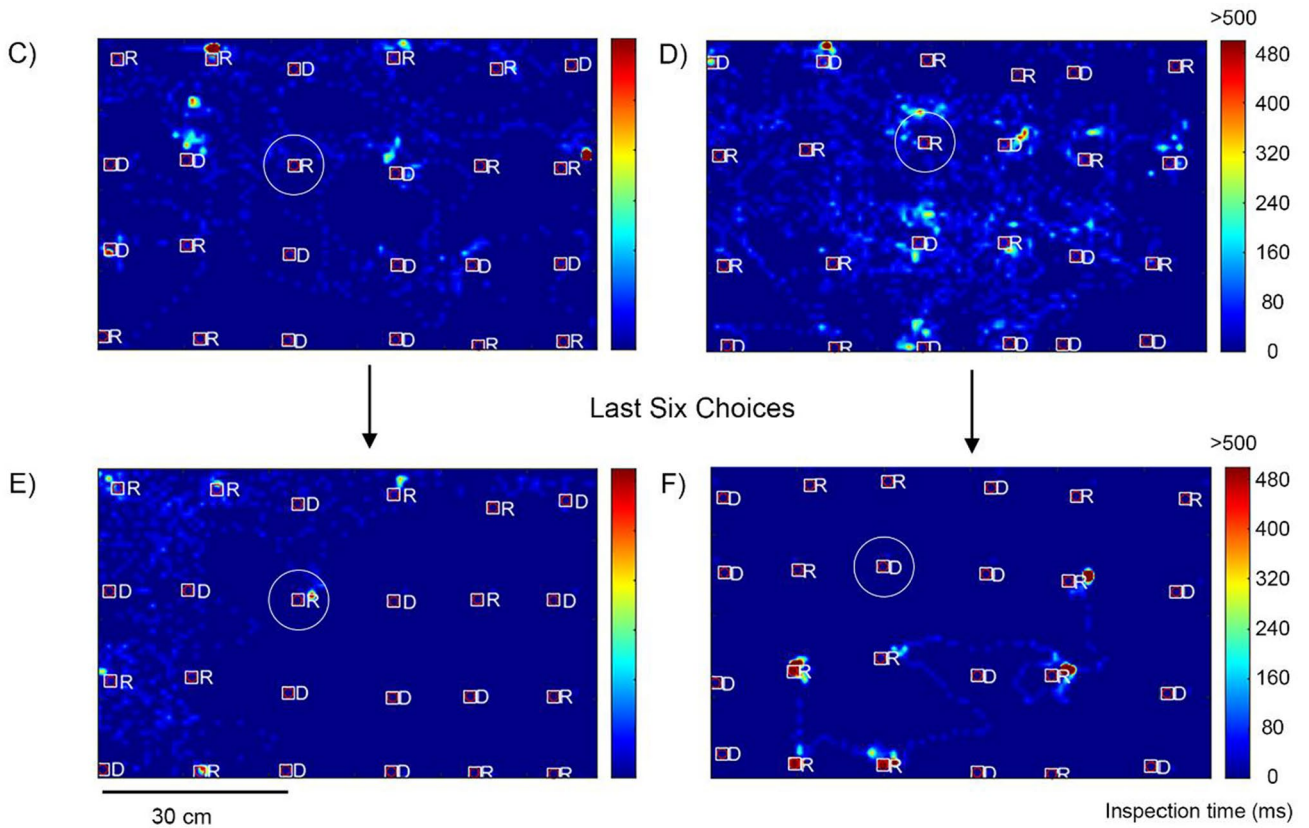 >500
C)
R R D R R D
D D R D R R
D R D D D D
R R D D R R
D)
D D R R D R
R R R D R D
R R D R D R
D R D D D D
480
400
320
240
160
80
0
Last Six Choices
>500
E)
R R D R R D
D D R D R D
R R D D D R
D R D D R R
30 cm
F)
D R R D R R
D R D D R D
D R R D R D
D R R D R D
480
400
320
240
160
80
0
Inspection time (ms)